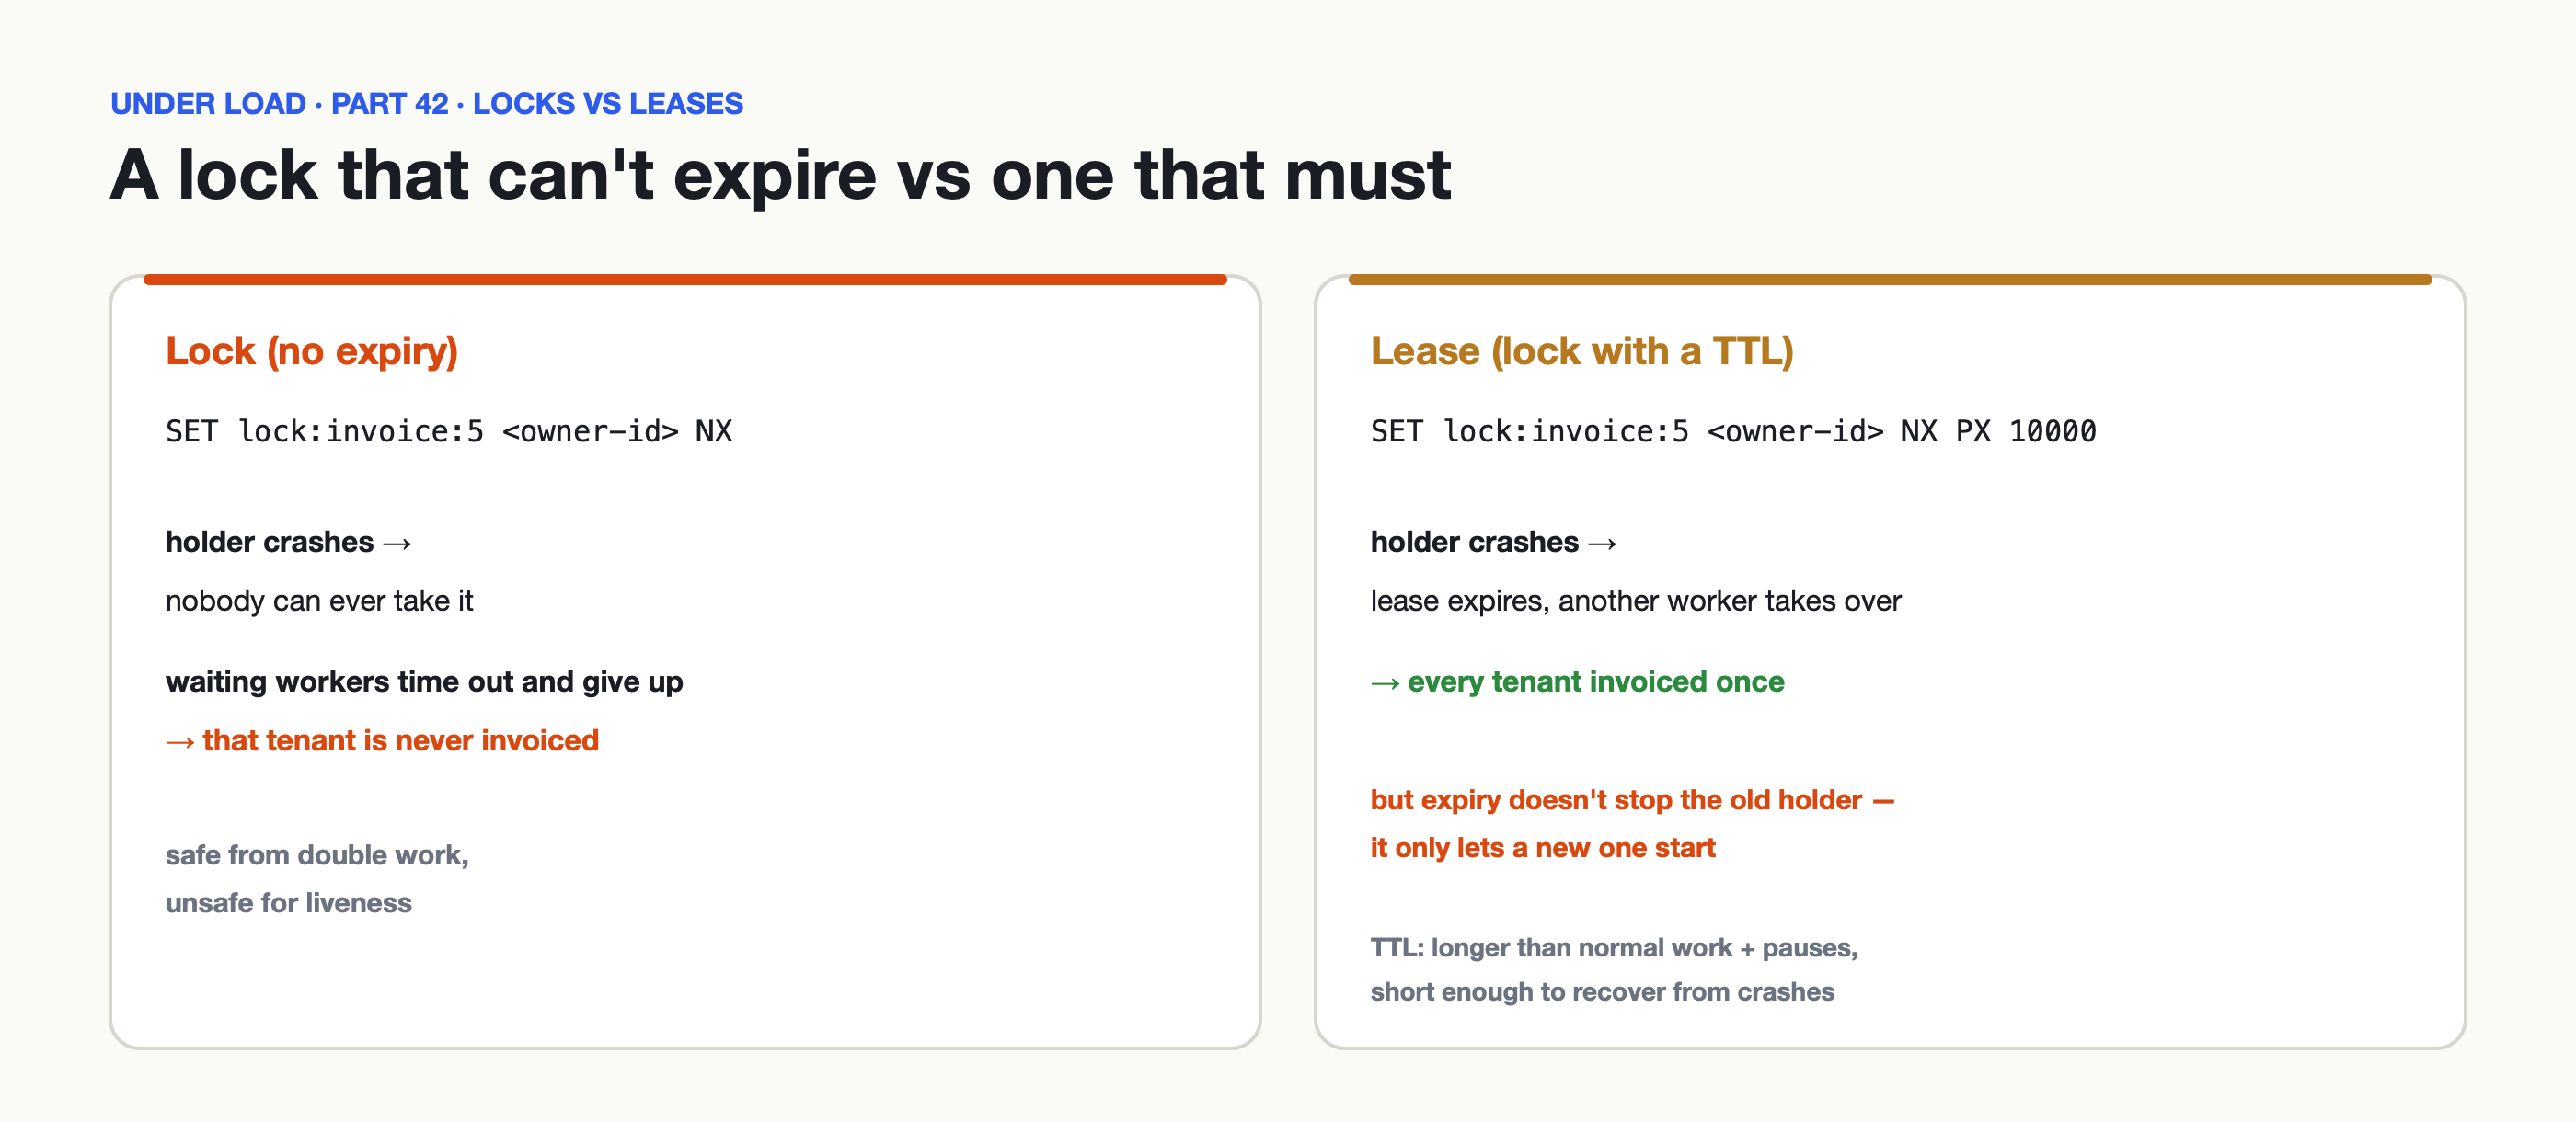 UNDER LOAD · PART 42 · LOCKS VS LEASES
A lock that can't expire vs one that must
Lock (no expiry)
SET lock:invoice:5 <owner-id> NX
holder crashes →
nobody can ever take it
waiting workers time out and give up
→ that tenant is never invoiced
safe from double work,
unsafe for liveness
Lease (lock with a TTL)
SET lock:invoice:5 <owner-id> NX PX 10000
holder crashes →
lease expires, another worker takes over
→ every tenant invoiced once
but expiry doesn't stop the old holder —
it only lets a new one start
TTL: longer than normal work + pauses,
short enough to recover from crashes